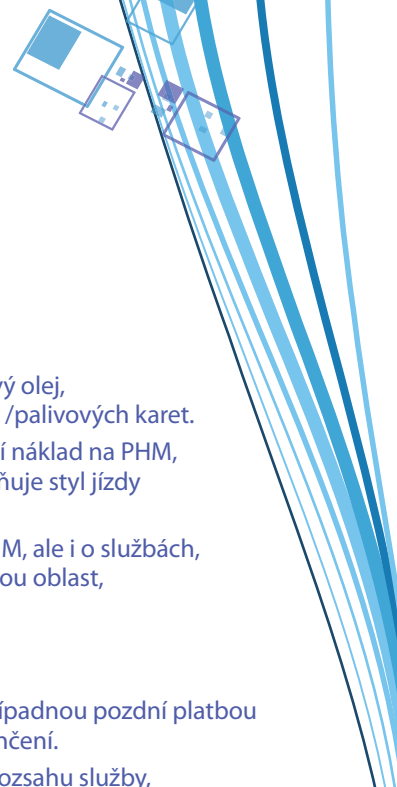 ý olej,
/palivových karet.
í náklad na PHM,
ňuje styl jízdy
M, ale i o službách,
ou oblast,
ípadnou pozdní platbou
nčení.
ozsahu služby,